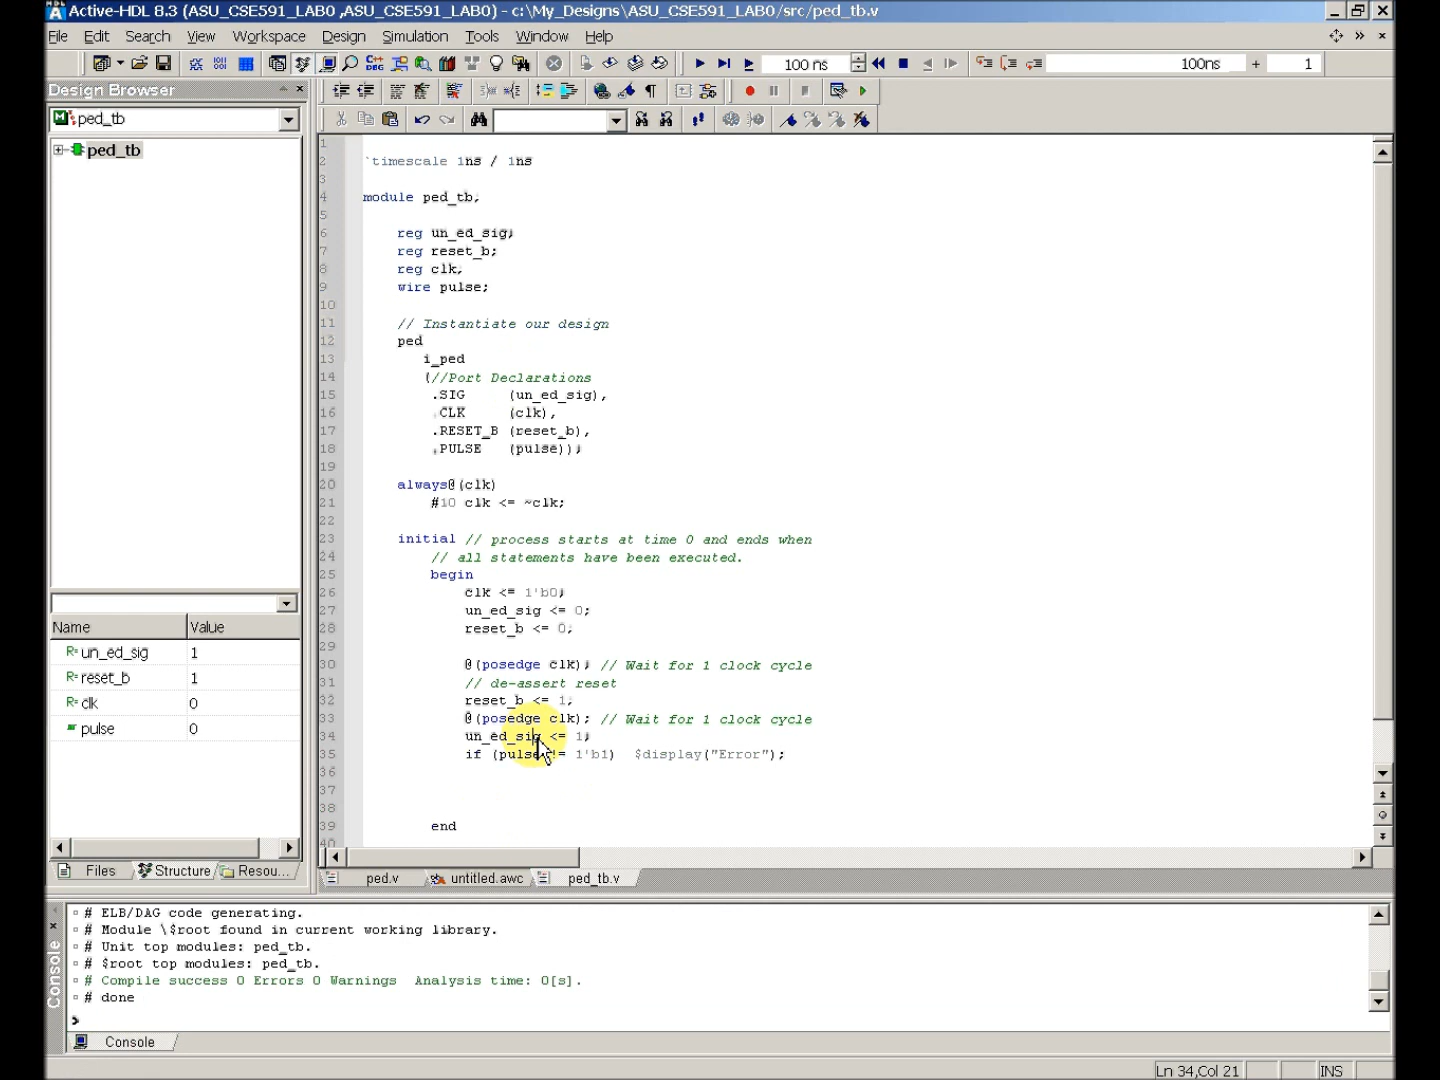 Active-HDL 8.3 (ASU_CSE591_LAB0 ,ASU_CSE591_LAB0) - c:\My_Designs\ASU_CSE591_LAB0/src/ped_tb.v
File Edit Search View Workspace Design Simulation Tools Window Help
100 ns 100ns + 1
Design Browser
ped_tb
ped_tb
Name Value
un_ed_sig 1
reset_b 1
clk 0
pulse 0
Files Structure Resou...
1
2 `timescale 1ns / 1ns
3
4 module ped_tb;
5
6 reg un_ed_sig;
7 reg reset_b;
8 reg clk;
9 wire pulse;
10
11 // Instantiate our design
12 ped
13 i_ped
14 (//Port Declarations
15 .SIG (un_ed_sig),
16 .CLK (clk),
17 .RESET_B (reset_b),
18 .PULSE (pulse));
19
20 always@(clk)
21 #10 clk <= ~clk;
22
23 initial // process starts at time 0 and ends when
24 // all statements have been executed.
25 begin
26 clk <= 1'b0;
27 un_ed_sig <= 0;
28 reset_b <= 0;
29
30 @(posedge clk); // Wait for 1 clock cycle
31 // de-assert reset
32 reset_b <= 1;
33 @(posedge clk); // Wait for 1 clock cycle
34 un_ed_sig <= 1;
35 if (pulse != 1'b1) $display("Error");
36
37
38
39 end
40
ped.v untitled.awc ped_tb.v
Console
# ELB/DAG code generating.
# Module \$root found in current working library.
# Unit top modules: ped_tb.
# $root top modules: ped_tb.
# Compile success 0 Errors 0 Warnings Analysis time: 0[s].
# done
>
Console
Ln 34,Col 21 INS